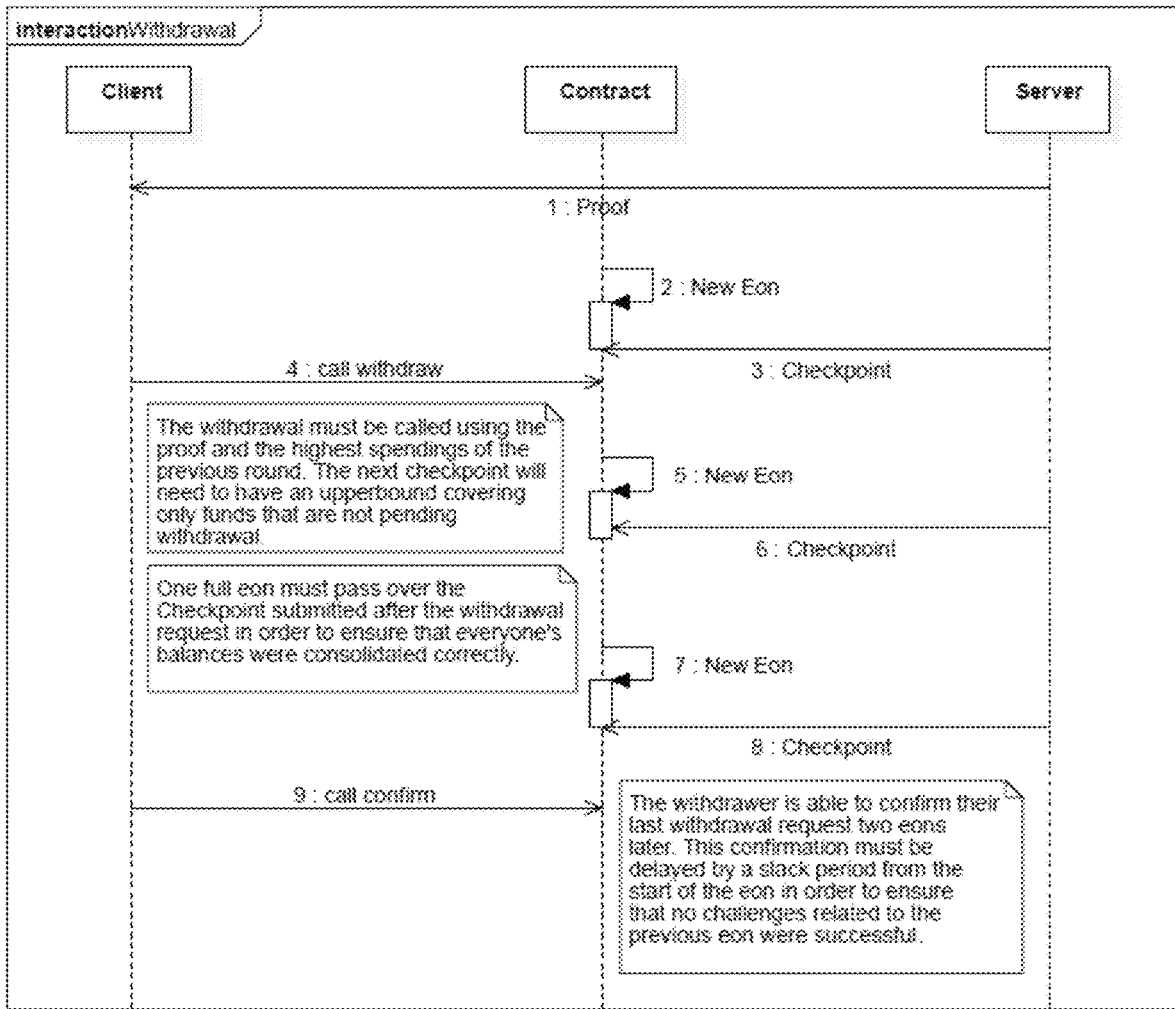 interactionWithdrawal
Client
Contract
Server
1 : Proof
2 : New Eon
3 : Checkpoint
4 : call withdraw
The withdrawal must be called using the
proof and the highest spendings of the
previous round. The next checkpoint will
need to have an upperbound covering
only funds that are not pending
withdrawal.
5 : New Eon
6 : Checkpoint
One full eon must pass over the
Checkpoint submitted after the withdrawal
request in order to ensure that everyone's
balances were consolidated correctly.
7 : New Eon
8 : Checkpoint
9 : call confirm
The withdrawer is able to confirm their
last withdrawal request two eons
later. This confirmation must be
delayed by a slack period from the
start of the eon in order to ensure
that no challenges related to the
previous eon were successful.